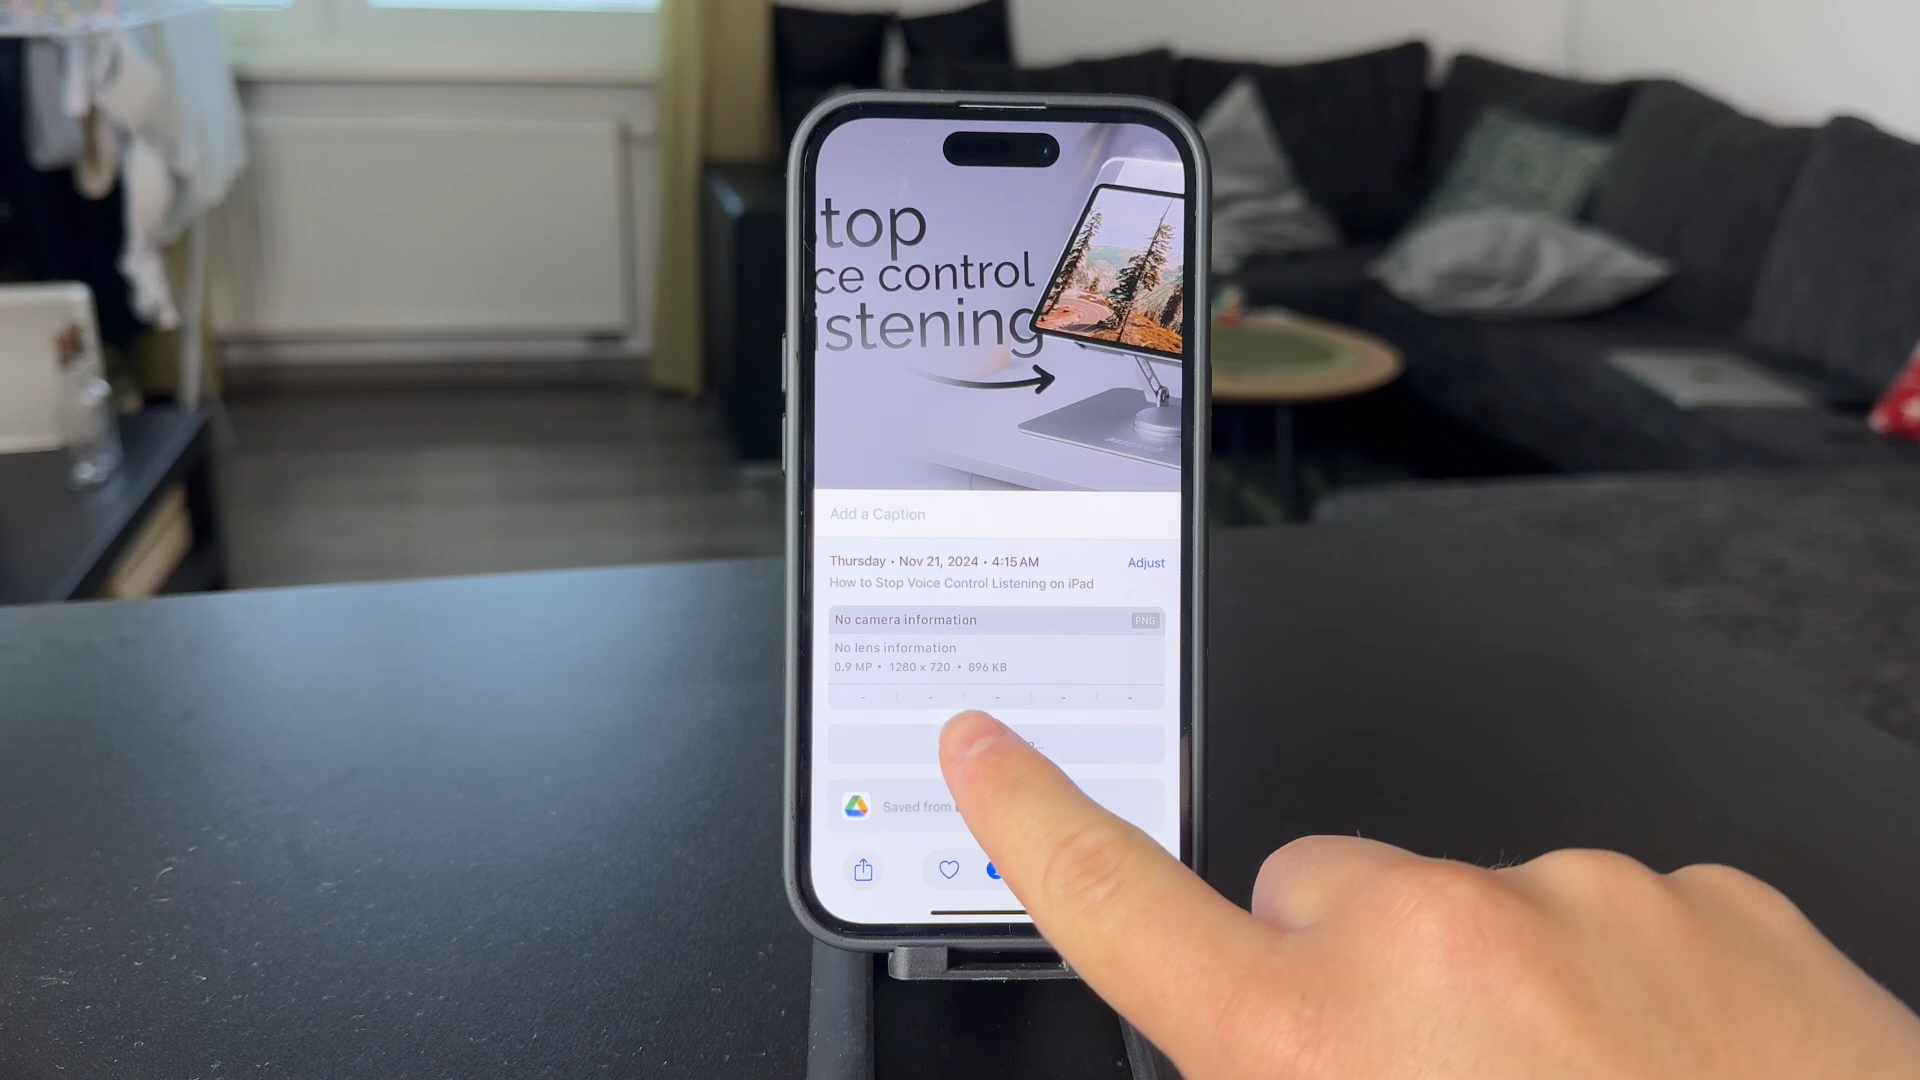 top
ce control
istening
Add a Caption
Thursday • Nov 21, 2024 • 4:15 AM
Adjust
How to Stop Voice Control Listening on iPad
No camera information
PNG
No lens information
0.9 MP • 1280 × 720 • 896 KB
- - - - -
Saved from